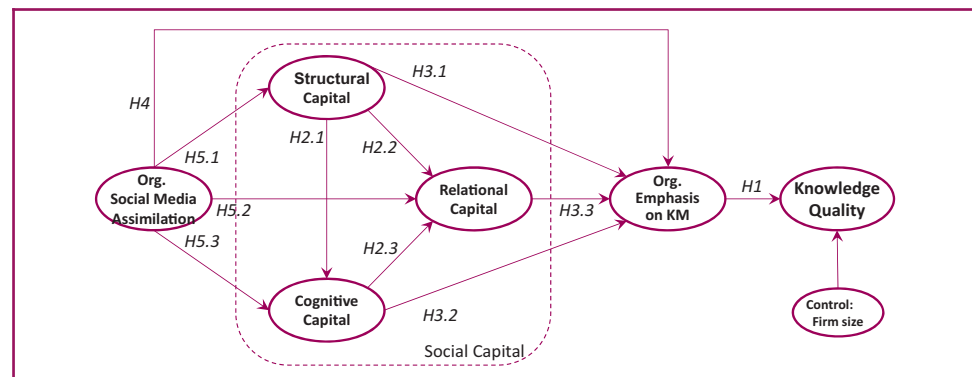 Structural
Capital
H3.1
H4
H2.1
H2.2
H5.1
Org.
Social Media
Assimilation
H5.2
Relational
Capital
H3.3
Org.
Emphasis
on KM
H1
Knowledge
Quality
H5.3
H2.3
Cognitive
Capital
H3.2
Control:
Firm size
Social Capital